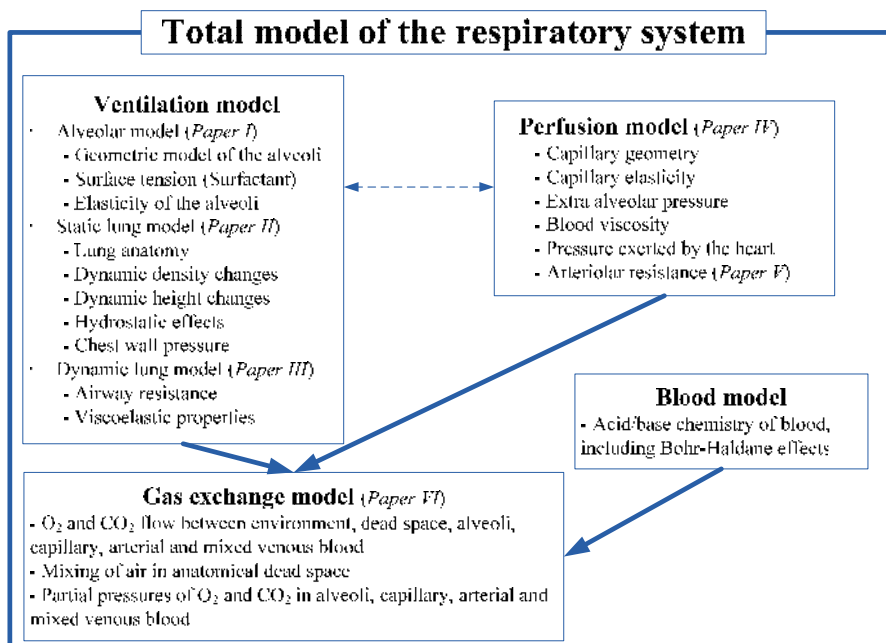 Total model of the respiratory system
Ventilation model
· Alveolar model (Paper I)
- Geometric model of the alveoli
- Surface tension (Surfactant)
- Elasticity of the alveoli
· Static lung model (Paper II)
- Lung anatomy
- Dynamic density changes
- Dynamic height changes
- Hydrostatic effects
- Chest wall pressure
· Dynamic lung model (Paper III)
- Airway resistance
- Viscoelastic properties
Perfusion model (Paper IV)
- Capillary geometry
- Capillary elasticity
- Extra alveolar pressure
- Blood viscosity
- Pressure exerted by the heart
- Arteriolar resistance (Paper V)
Blood model
- Acid/base chemistry of blood,
including Bohr-Haldane effects
Gas exchange model (Paper VI)
- O₂ and CO₂ flow between environment, dead space, alveoli,
capillary, arterial and mixed venous blood
- Mixing of air in anatomical dead space
- Partial pressures of O₂ and CO₂ in alveoli, capillary, arterial and
mixed venous blood